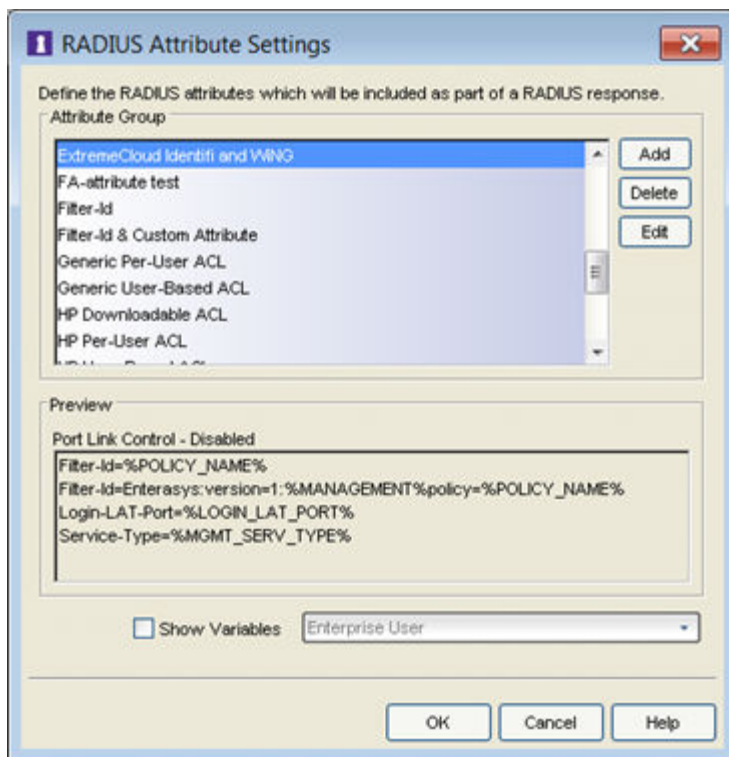 RADIUS Attribute Settings
Define the RADIUS attributes which will be included as part of a RADIUS response.
Attribute Group
ExtremeCloud Identifi and WING
FA-attribute test
Filter-Id
Filter-Id & Custom Attribute
Generic Per-User ACL
Generic User-Based ACL
HP Downloadable ACL
HP Per-User ACL
Add
Delete
Edit
Preview
Port Link Control - Disabled
Filter-Id=%POLICY_NAME%
Filter-Id=Enterasys:version=1:%MANAGEMENT%policy=%POLICY_NAME%
Login-LAT-Port=%LOGIN_LAT_PORT%
Service-Type=%MGMT_SERV_TYPE%
Show Variables
Enterprise User
OK
Cancel
Help